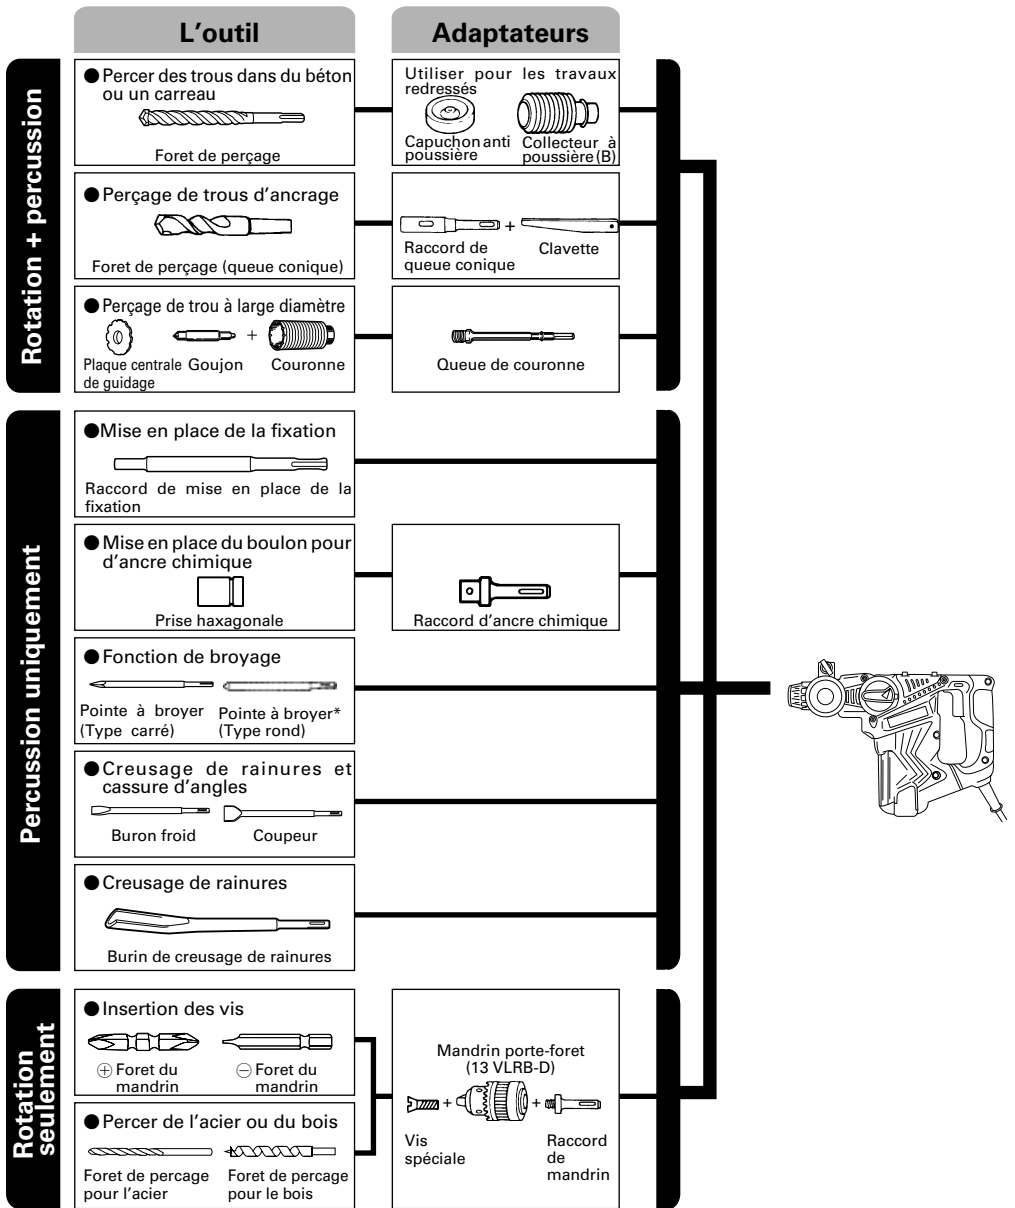 L'outil
Adaptateurs
Rotation + percussion
● Percer des trous dans du béton
ou un carreau
Foret de perçage
Utiliser pour les travaux
redressés
Capuchon anti
poussière
Collecteur à
poussière (B)
● Perçage de trous d'ancrage
Foret de perçage (queue conique)
+
Raccord de
queue conique
Clavette
● Perçage de trou à large diamètre
+
Plaque centrale
de guidage
Goujon
Couronne
Queue de couronne
Percussion uniquement
●Mise en place de la fixation
Raccord de mise en place de la
fixation
● Mise en place du boulon pour
d'ancre chimique
Prise haxagonale
Raccord d'ancre chimique
● Fonction de broyage
Pointe à broyer
(Type carré)
Pointe à broyer*
(Type rond)
● Creusage de rainures et
cassure d'angles
Buron froid
Coupeur
● Creusage de rainures
Burin de creusage de rainures
Rotation
seulement
● Insertion des vis
⊕ Foret du
mandrin
⊖ Foret du
mandrin
● Percer de l'acier ou du bois
Foret de percage
pour l'acier
Foret de percage
pour le bois
Mandrin porte-foret
(13 VLRB-D)
+ +
Vis
spéciale
Raccord
de
mandrin